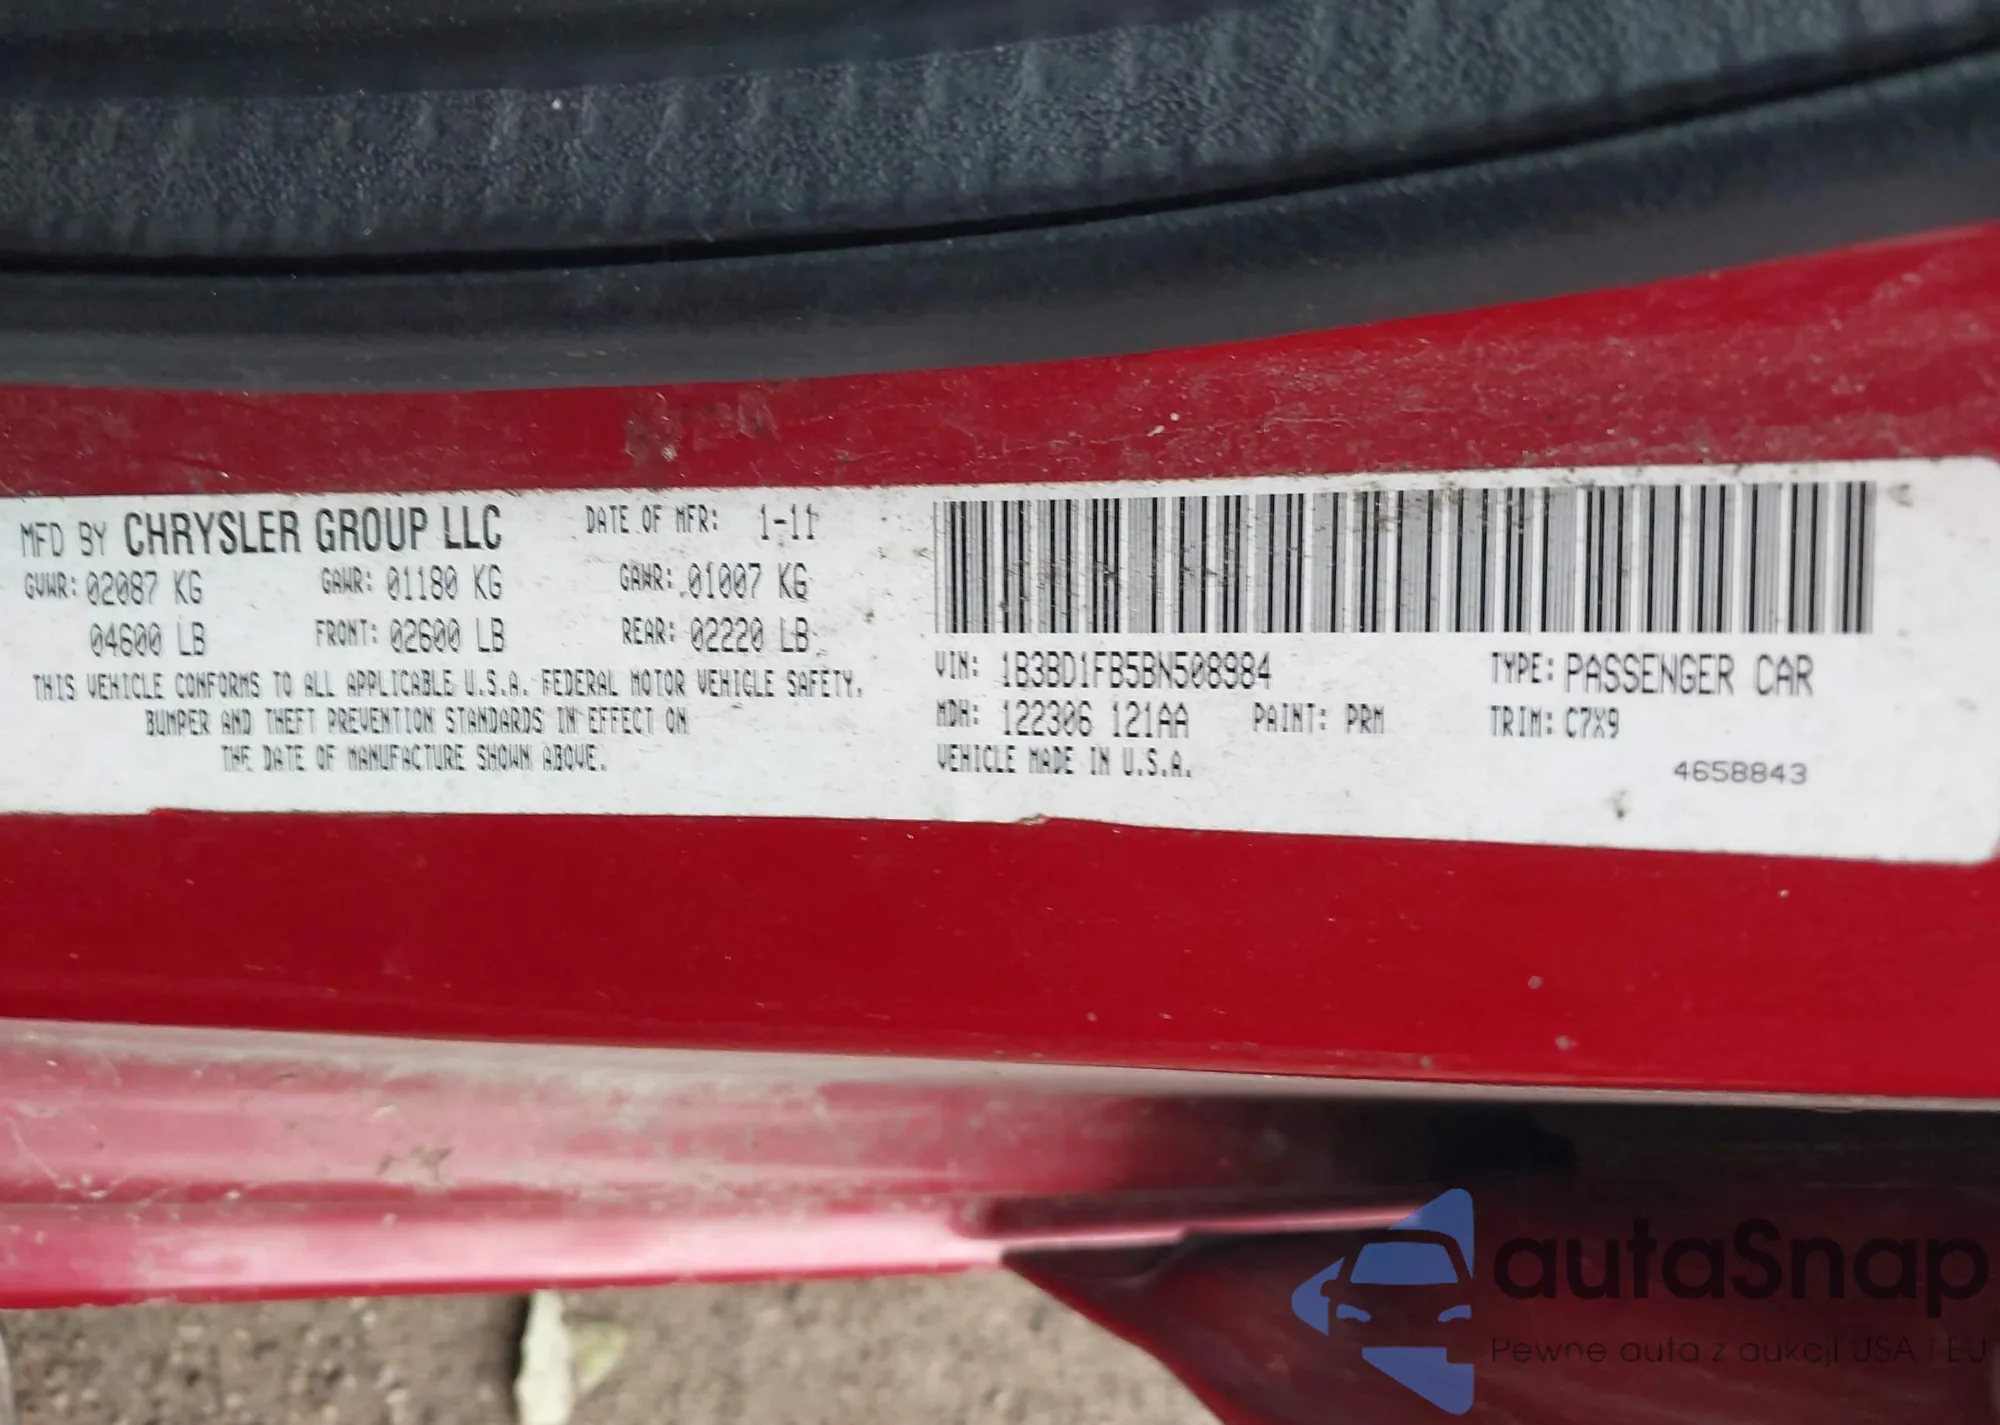 MFD BY CHRYSLER GROUP LLC DATE OF MFR: 1-11
GVWR: 02087 KG GAWR: 01180 KG GAWR: 01007 KG
04600 LB FRONT: 02600 LB REAR: 02220 LB
THIS VEHICLE CONFORMS TO ALL APPLICABLE U.S.A. FEDERAL MOTOR VEHICLE SAFETY,
BUMPER AND THEFT PREVENTION STANDARDS IN EFFECT ON
THE DATE OF MANUFACTURE SHOWN ABOVE.
VIN: 1B3BD1FB5BN508984 TYPE: PASSENGER CAR
MDH: 122306 121AA PAINT: PRM TRIM: C7X9
VEHICLE MADE IN U.S.A.
4658843
autaSnap
Pewne auta z aukcji USA i EU